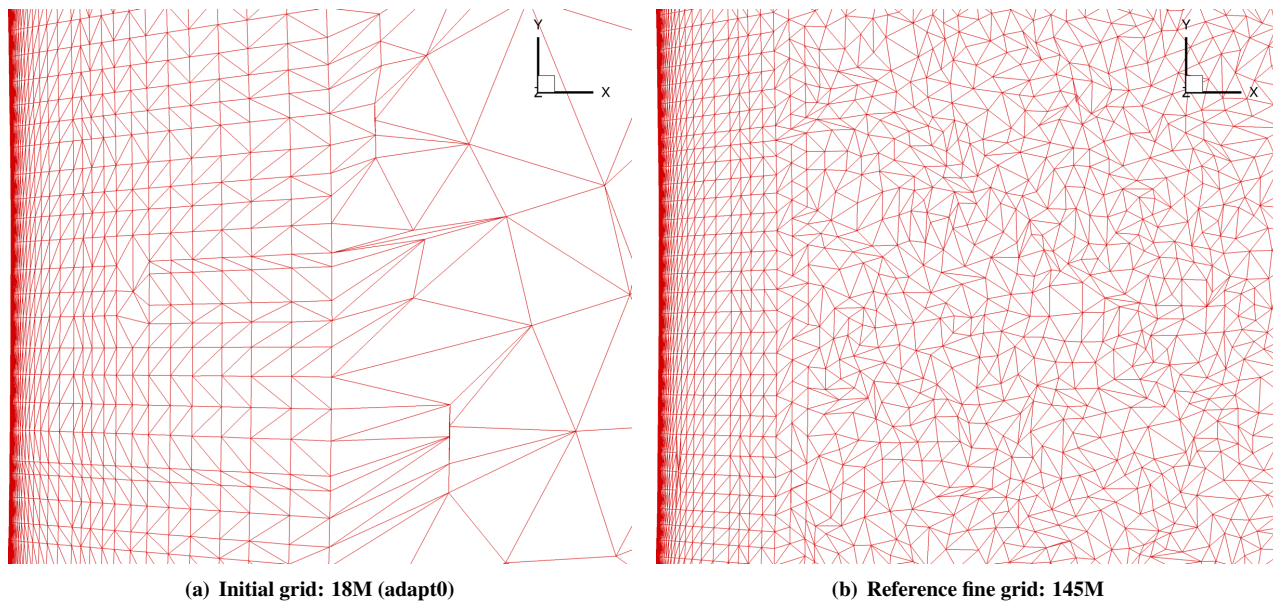 Y
Z X
Y
Z X
(a) Initial grid: 18M (adapt0)
(b) Reference fine grid: 145M